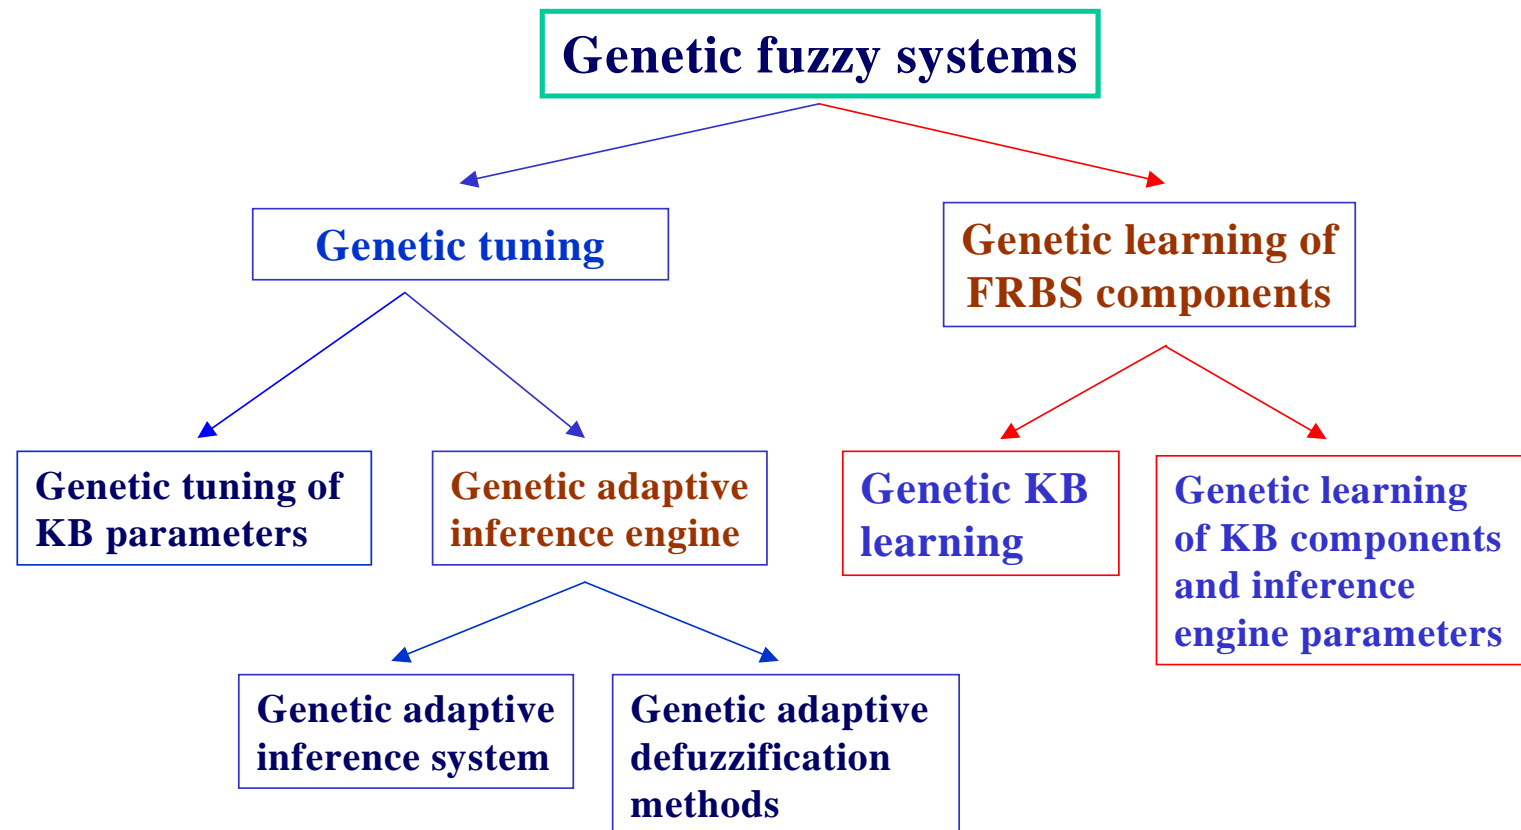 Genetic fuzzy systems
Genetic tuning
Genetic learning of
FRBS components
Genetic tuning of
KB parameters
Genetic adaptive
inference engine
Genetic KB
learning
Genetic learning
of KB components
and inference
engine parameters
Genetic adaptive
inference system
Genetic adaptive
defuzzification
methods